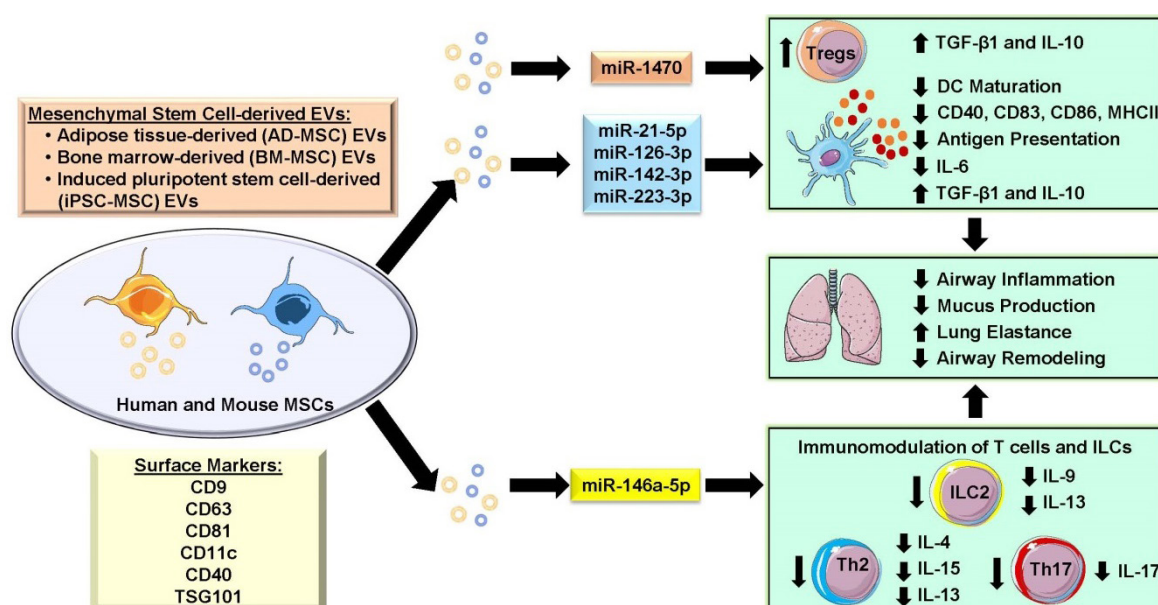 Mesenchymal Stem Cell-derived EVs:
• Adipose tissue-derived (AD-MSC) EVs
• Bone marrow-derived (BM-MSC) EVs
• Induced pluripotent stem cell-derived
(iPSC-MSC) EVs
Human and Mouse MSCs
Surface Markers:
CD9
CD63
CD81
CD11c
CD40
TSG101
miR-1470
miR-21-5p
miR-126-3p
miR-142-3p
miR-223-3p
miR-146a-5p
Tregs
TGF-β1 and IL-10
DC Maturation
CD40, CD83, CD86, MHCII
Antigen Presentation
IL-6
TGF-β1 and IL-10
Airway Inflammation
Mucus Production
Lung Elastance
Airway Remodeling
Immunomodulation of T cells and ILCs
ILC2
IL-9
IL-13
Th2
IL-4
IL-15
IL-13
Th17
IL-17